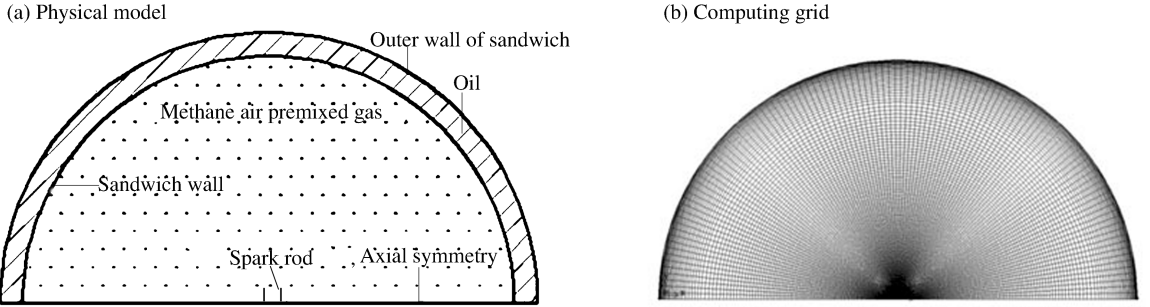 (a) Physical model
(b) Computing grid
Outer wall of sandwich
Oil
Methane air premixed gas
Sandwich wall
Spark rod
Axial symmetry